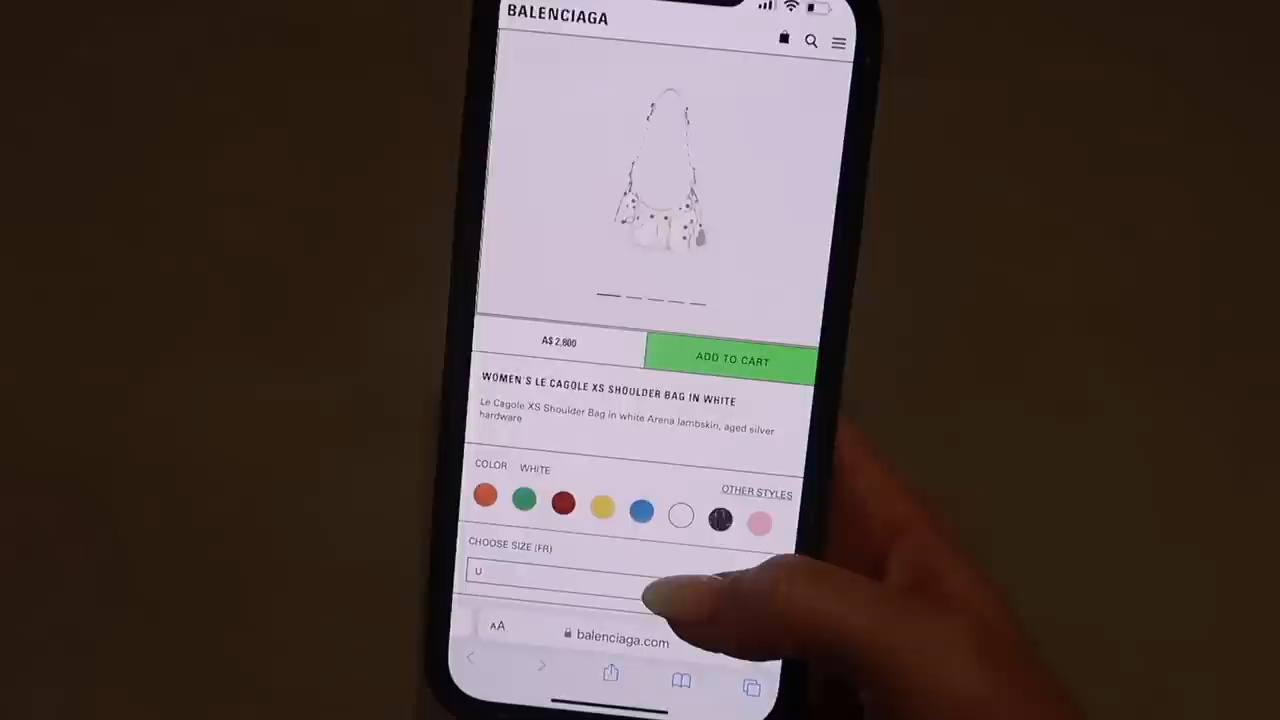 BALENCIAGA
A$ 2,800
ADD TO CART
WOMEN'S LE CAGOLE XS SHOULDER BAG IN WHITE
Le Cagole XS Shoulder Bag in white Arena lambskin, aged silver
hardware
COLOR WHITE
OTHER STYLES
CHOOSE SIZE (FR)
U
AA
balenciaga.com